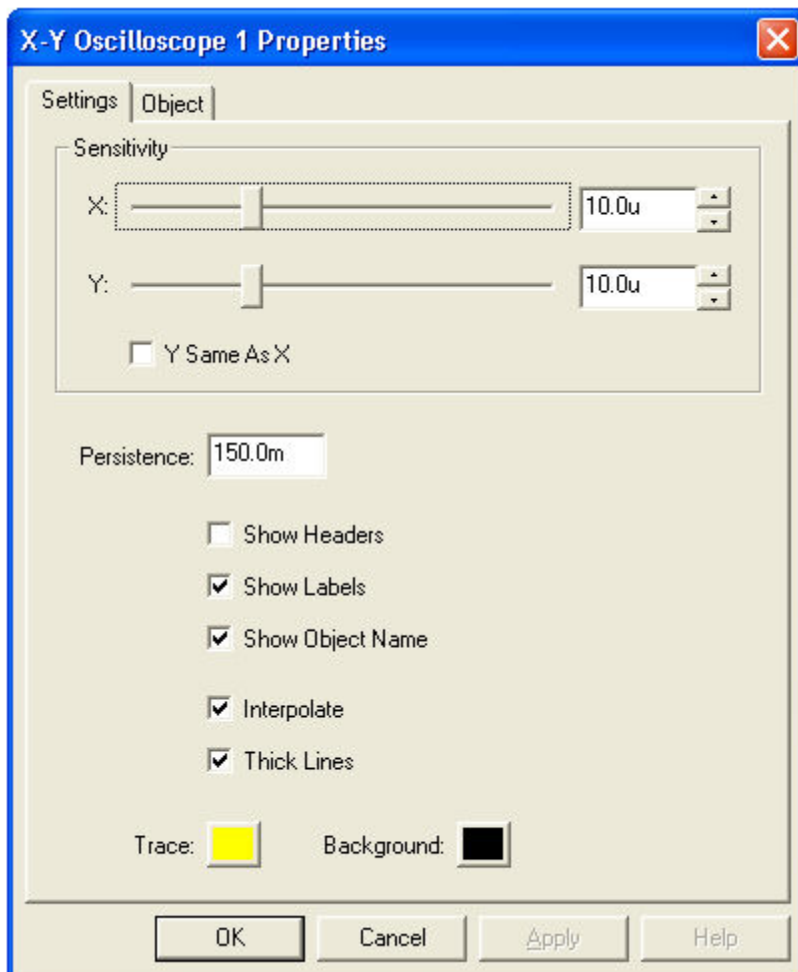 X-Y Oscilloscope 1 Properties
Settings Object
Sensitivity
X: 10.0u
Y: 10.0u
Y Same As X
Persistence: 150.0m
Show Headers
Show Labels
Show Object Name
Interpolate
Thick Lines
Trace: Background:
OK Cancel Apply Help